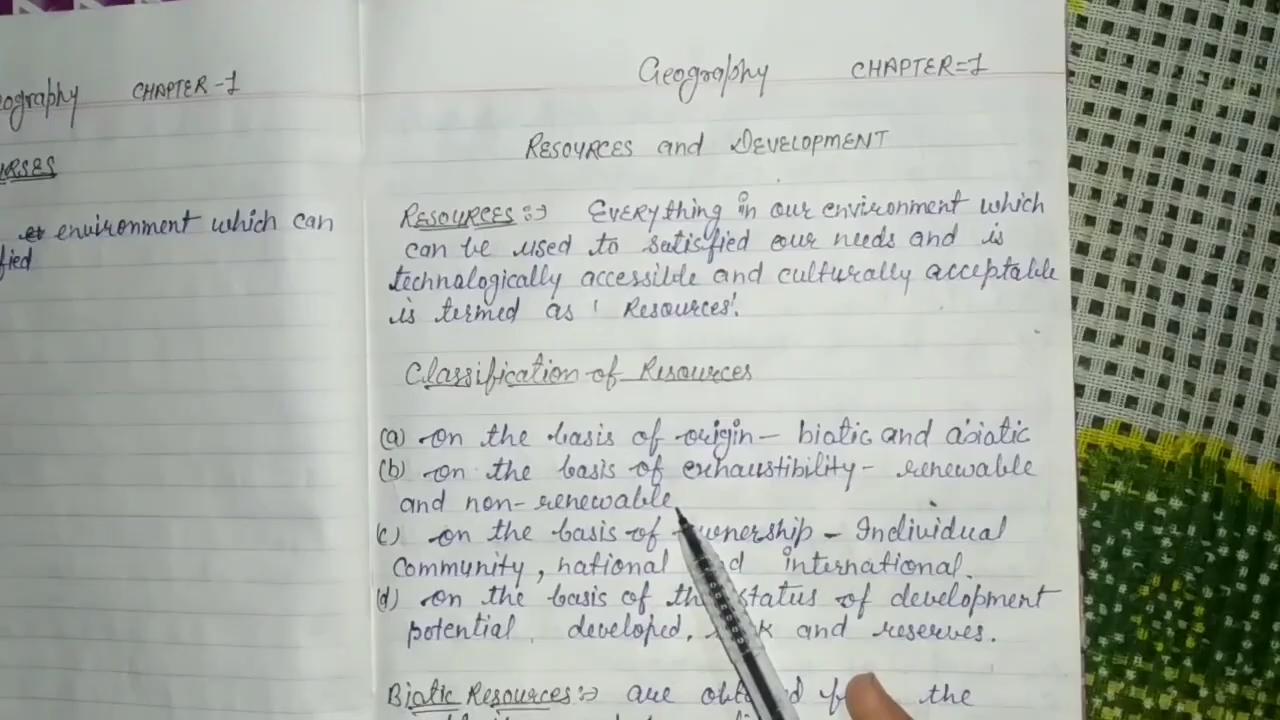 ography CHAPTER-1
URSES
environment which can
fied
Geography CHAPTER=1
RESOURCES and DEVELOPMENT
RESOURCES :→ EVERYthing in our environment which
can be used to satisfied our needs and is
technologically accessible and culturally acceptable
is termed as 'Resources'.
Classification of Resources
(a) on the basis of origin— biotic and abiotic
(b) on the basis of exhaustibility- renewable
and non-renewable
(c) on the basis of ownership - Individual
Community, national and international.
(d) on the basis of the status of development
potential, developed, and reserves.
Biotic Resources :→ are the